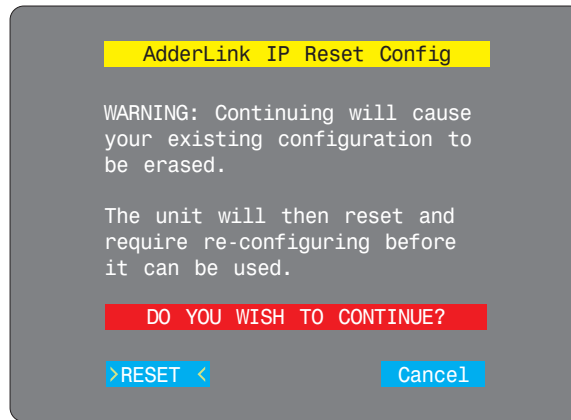 AdderLink IP Reset Config
WARNING: Continuing will cause
your existing configuration to
be erased.
The unit will then reset and
require re-configuring before
it can be used.
DO YOU WISH TO CONTINUE?
>RESET < Cancel